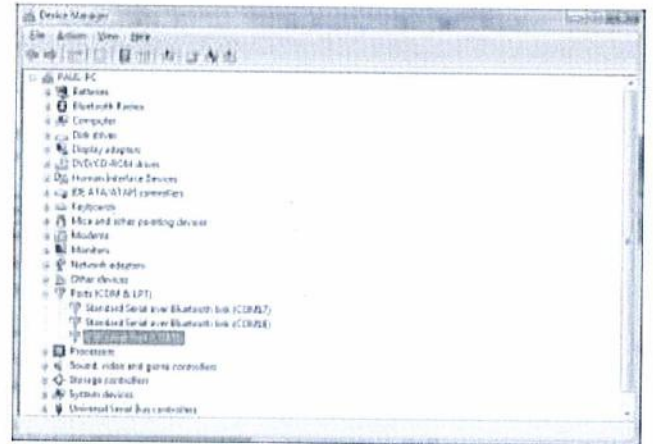 Device Manager
File Action View Help
PAUL-PC
Batteries
Bluetooth Radios
Computer
Disk drives
Display adapters
DVD/CD-ROM drives
Human Interface Devices
IDE ATA/ATAPI controllers
Keyboards
Mice and other pointing devices
Modems
Monitors
Network adapters
Other devices
Ports (COM & LPT)
Standard Serial over Bluetooth link (COM17)
Standard Serial over Bluetooth link (COM18)
Processors
Sound, video and game controllers
Storage controllers
System devices
Universal Serial Bus controllers